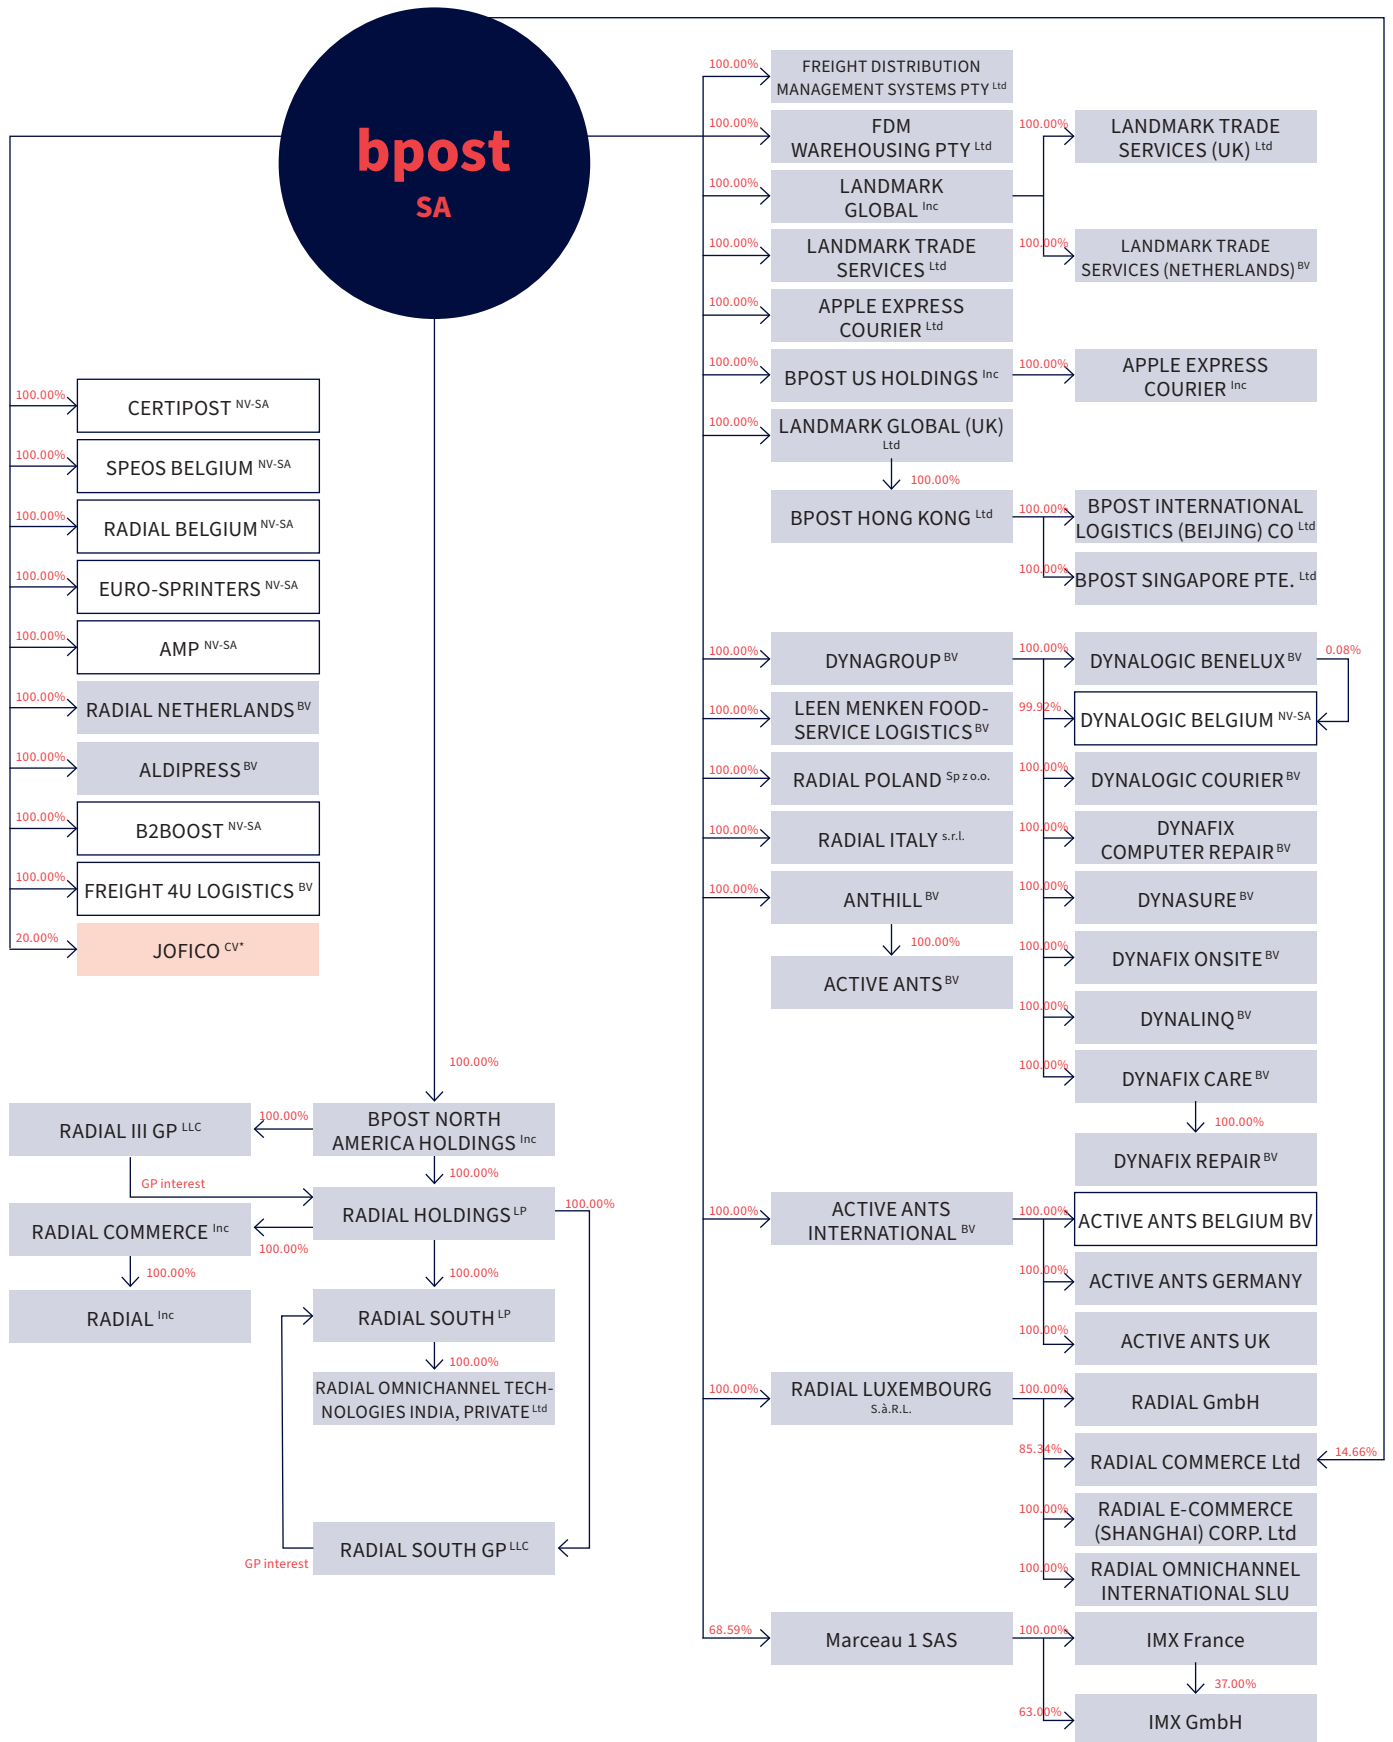 bpost
SA
100.00%
CERTIPOST NV-SA
100.00%
SPEOS BELGIUM NV-SA
100.00%
RADIAL BELGIUM NV-SA
100.00%
EURO-SPRINTERS NV-SA
100.00%
AMP NV-SA
100.00%
RADIAL NETHERLANDS BV
100.00%
ALDIPRESS BV
100.00%
B2BOOST NV-SA
100.00%
FREIGHT 4U LOGISTICS BV
20.00%
JOFICO CV*
100.00%
BPOST NORTH
AMERICA HOLDINGS Inc
100.00%
RADIAL III GP LLC
GP interest
100.00%
RADIAL HOLDINGS LP
100.00%
RADIAL COMMERCE Inc
100.00%
100.00%
RADIAL Inc
100.00%
RADIAL SOUTH LP
100.00%
RADIAL OMNICHANNEL TECH-
NOLOGIES INDIA, PRIVATE Ltd
RADIAL SOUTH GP LLC
GP interest
100.00%
FREIGHT DISTRIBUTION
MANAGEMENT SYSTEMS PTY Ltd
100.00%
FDM
WAREHOUSING PTY Ltd
100.00%
LANDMARK
GLOBAL Inc
100.00%
LANDMARK TRADE
SERVICES (UK) Ltd
100.00%
LANDMARK TRADE
SERVICES (NETHERLANDS) BV
100.00%
LANDMARK TRADE
SERVICES Ltd
100.00%
APPLE EXPRESS
COURIER Ltd
100.00%
BPOST US HOLDINGS Inc
100.00%
APPLE EXPRESS
COURIER Inc
100.00%
LANDMARK GLOBAL (UK)
Ltd
100.00%
BPOST HONG KONG Ltd
100.00%
BPOST INTERNATIONAL
LOGISTICS (BEIJING) CO Ltd
100.00%
BPOST SINGAPORE PTE. Ltd
100.00%
DYNAGROUP BV
100.00%
DYNALOGIC BENELUX BV
0.08%
99.92%
DYNALOGIC BELGIUM NV-SA
100.00%
LEEN MENKEN FOOD-
SERVICE LOGISTICS BV
100.00%
RADIAL POLAND Sp z o.o.
100.00%
DYNALOGIC COURIER BV
100.00%
RADIAL ITALY s.r.l.
100.00%
DYNAFIX
COMPUTER REPAIR BV
100.00%
ANTHILL BV
100.00%
DYNASURE BV
100.00%
ACTIVE ANTS BV
100.00%
DYNAFIX ONSITE BV
100.00%
DYNALINQ BV
100.00%
DYNAFIX CARE BV
100.00%
DYNAFIX REPAIR BV
100.00%
ACTIVE ANTS
INTERNATIONAL BV
100.00%
ACTIVE ANTS BELGIUM BV
100.00%
ACTIVE ANTS GERMANY
100.00%
ACTIVE ANTS UK
100.00%
RADIAL LUXEMBOURG
S.à.R.L.
100.00%
RADIAL GmbH
85.34%
RADIAL COMMERCE Ltd
14.66%
100.00%
RADIAL E-COMMERCE
(SHANGHAI) CORP. Ltd
100.00%
RADIAL OMNICHANNEL
INTERNATIONAL SLU
68.59%
Marceau 1 SAS
100.00%
IMX France
37.00%
63.00%
IMX GmbH